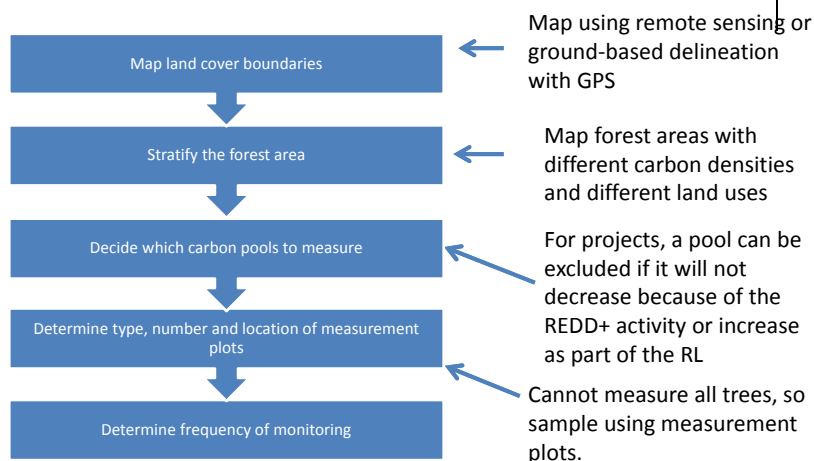 Map land cover boundaries
Map using remote sensing or
ground-based delineation
with GPS
Stratify the forest area
Map forest areas with
different carbon densities
and different land uses
Decide which carbon pools to measure
For projects, a pool can be
excluded if it will not
decrease because of the
REDD+ activity or increase
as part of the RL
Determine type, number and location of measurement
plots
Cannot measure all trees, so
sample using measurement
plots.
Determine frequency of monitoring